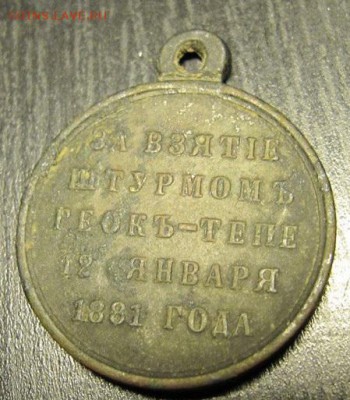 ЗА ВЗЯТІЕ
ШТУРМОМЪ
ГЕОКЪ-ТЕПЕ
12 ЯНВАРЯ
1881 ГОДА